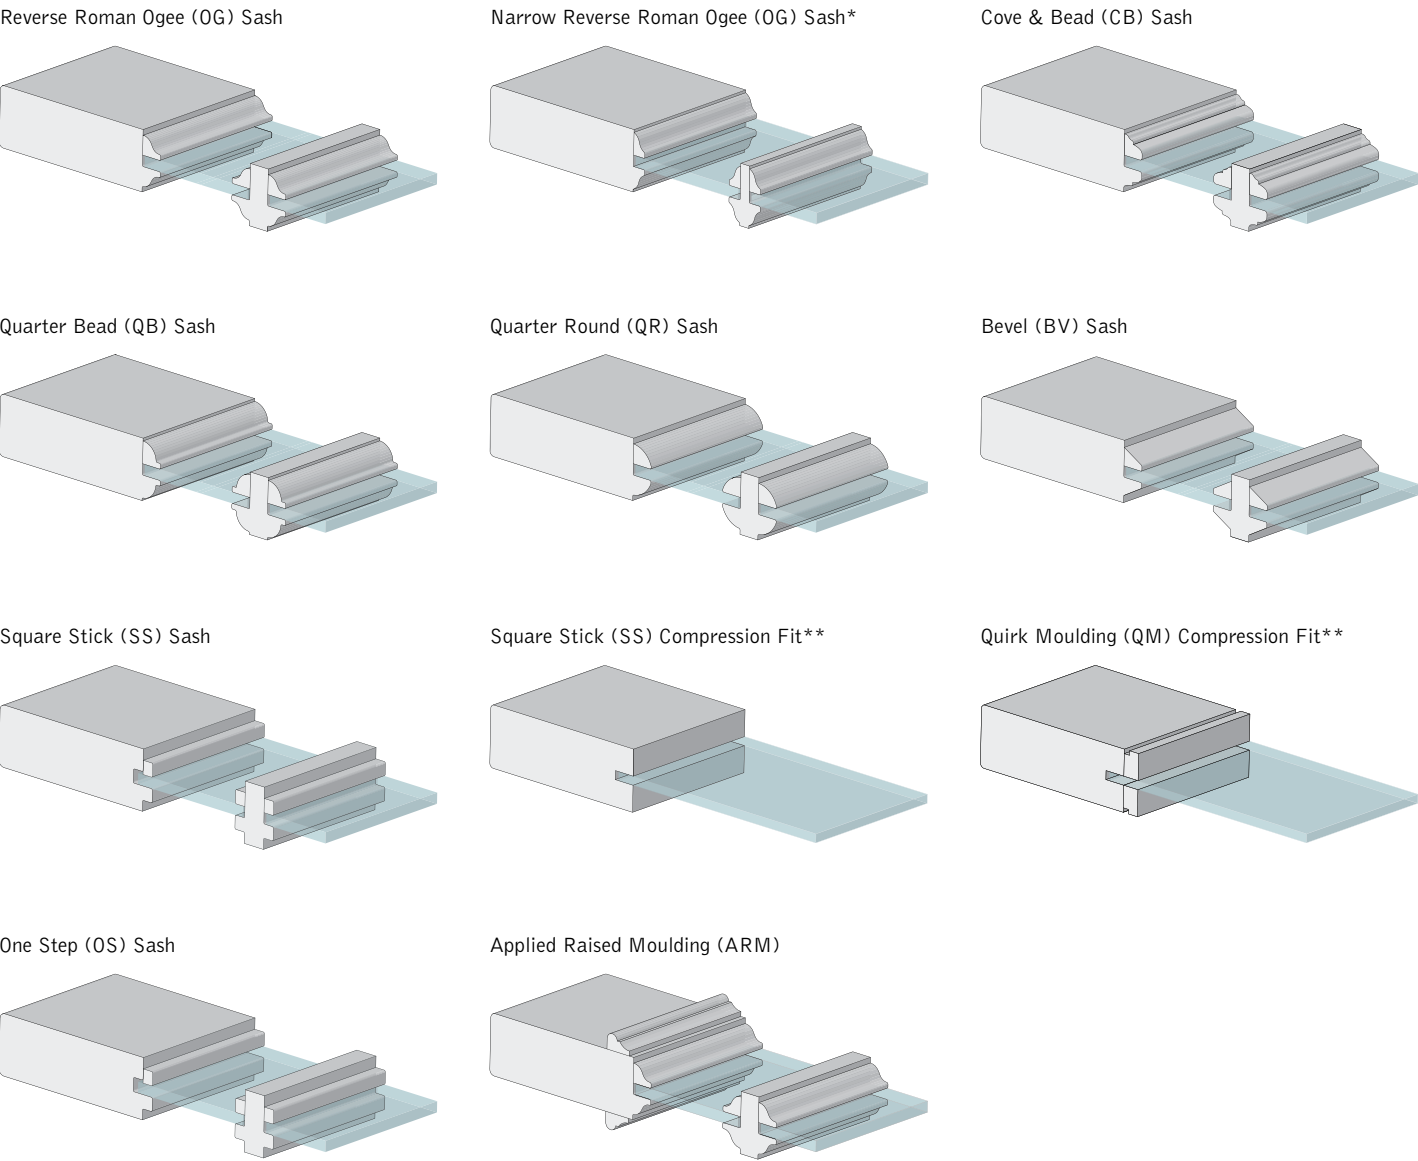 Reverse Roman Ogee (OG) Sash
Narrow Reverse Roman Ogee (OG) Sash*
Cove & Bead (CB) Sash
Quarter Bead (QB) Sash
Quarter Round (QR) Sash
Bevel (BV) Sash
Square Stick (SS) Sash
Square Stick (SS) Compression Fit**
Quirk Moulding (QM) Compression Fit**
One Step (OS) Sash
Applied Raised Moulding (ARM)